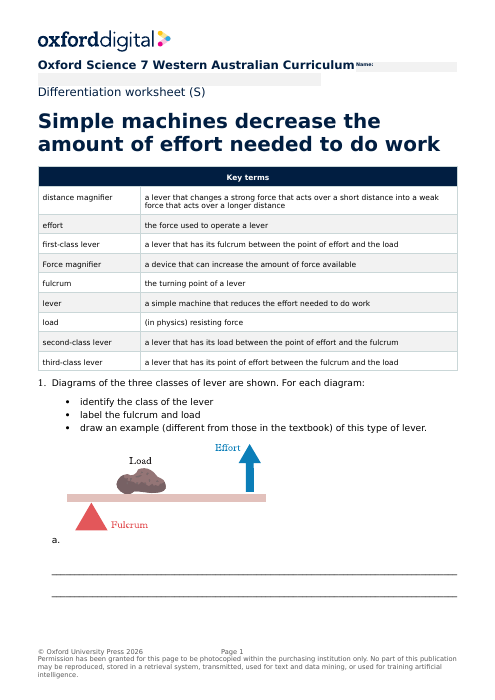 oxforddigital
Oxford Science 7 Western Australian Curriculum Name:
Differentiation worksheet (S)
Simple machines decrease the
amount of effort needed to do work
Key terms
distance magnifier a lever that changes a strong force that acts over a short distance into a weak
force that acts over a longer distance
effort the force used to operate a lever
first-class lever a lever that has its fulcrum between the point of effort and the load
Force magnifier a device that can increase the amount of force available
fulcrum the turning point of a lever
lever a simple machine that reduces the effort needed to do work
load (in physics) resisting force
second-class lever a lever that has its load between the point of effort and the fulcrum
third-class lever a lever that has its point of effort between the fulcrum and the load
1. Diagrams of the three classes of lever are shown. For each diagram:
• identify the class of the lever
• label the fulcrum and load
• draw an example (different from those in the textbook) of this type of lever.
Effort
Load
Fulcrum
a.
© Oxford University Press 2026 Page 1
Permission has been granted for this page to be photocopied within the purchasing institution only. No part of this publication
may be reproduced, stored in a retrieval system, transmitted, used for text and data mining, or used for training artificial
intelligence.